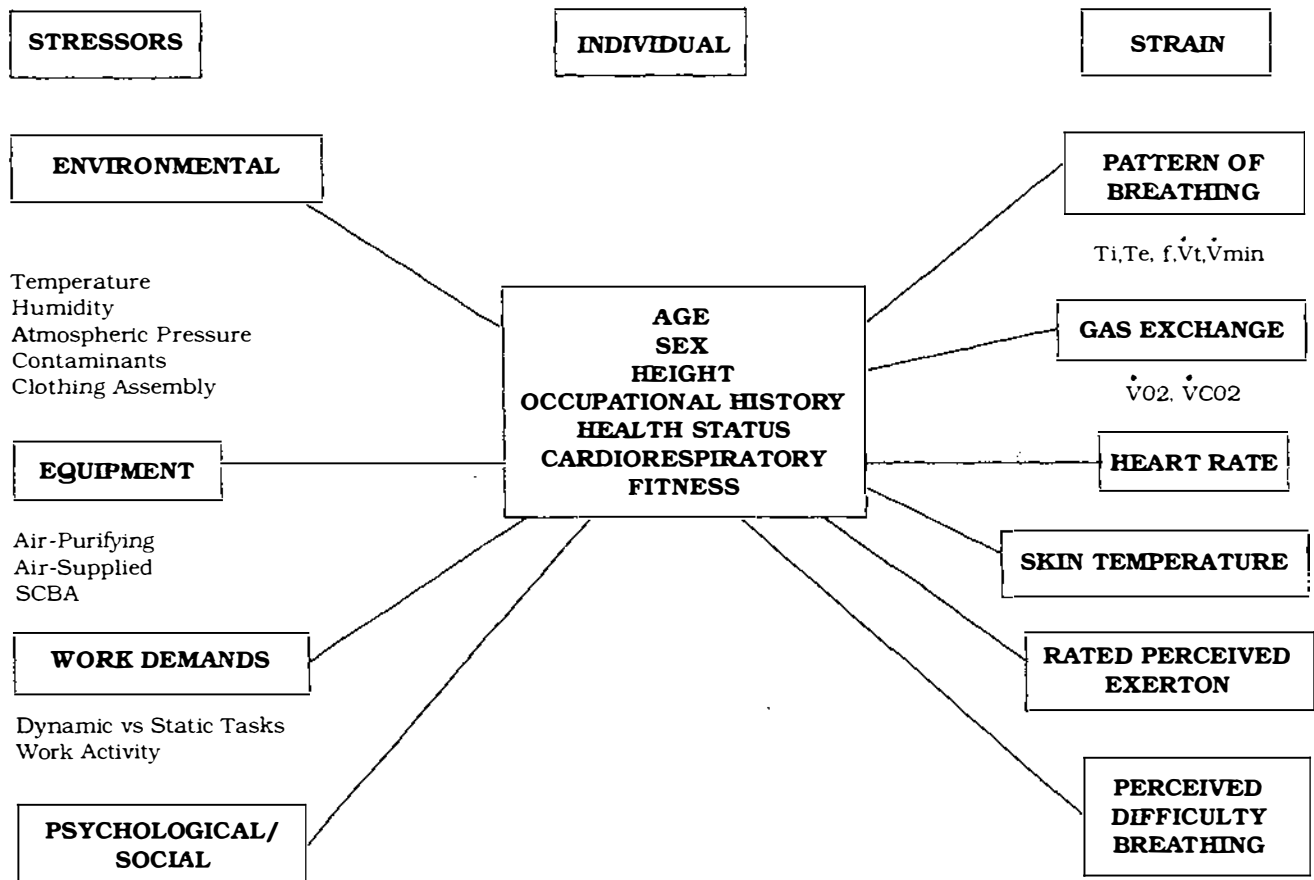 STRESSORS
INDIVIDUAL
STRAIN
ENVIRONMENTAL
Temperature
Humidity
Atmospheric Pressure
Contaminants
Clothing Assembly
EQUIPMENT
Air-Purifying
Air-Supplied
SCBA
WORK DEMANDS
Dynamic vs Static Tasks
Work Activity
PSYCHOLOGICAL/
SOCIAL
AGE
SEX
HEIGHT
OCCUPATIONAL HISTORY
HEALTH STATUS
CARDIORESPIRATORY
FITNESS
PATTERN OF
BREATHING
Ti,Te, f,V̇t,V̇min
GAS EXCHANGE
V̇02, V̇C02
HEART RATE
SKIN TEMPERATURE
RATED PERCEIVED
EXERTON
PERCEIVED
DIFFICULTY
BREATHING